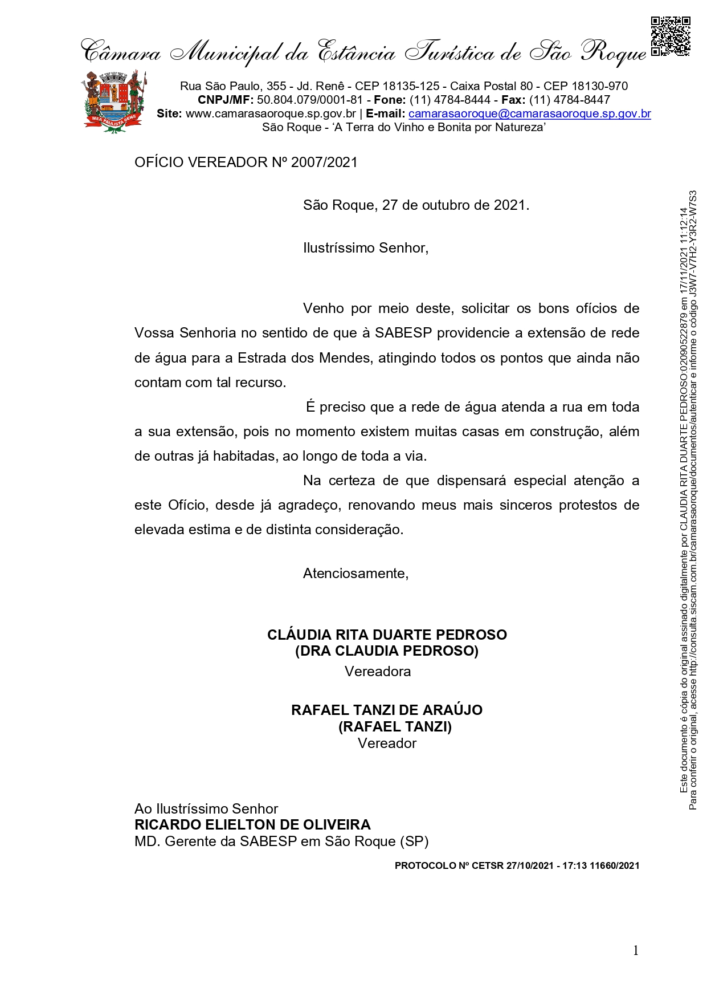 Câmara Municipal da Estância Turística de São Roque
Rua São Paulo, 355 - Jd. Renê - CEP 18135-125 - Caixa Postal 80 - CEP 18130-970
CNPJ/MF: 50.804.079/0001-81 - Fone: (11) 4784-8444 - Fax: (11) 4784-8447
Site: www.camarasaoroque.sp.gov.br | E-mail: camarasaoroque@camarasaoroque.sp.gov.br
São Roque - ‘A Terra do Vinho e Bonita por Natureza’
MEA PAULISTA GENS
OFÍCIO VEREADOR Nº 2007/2021
São Roque, 27 de outubro de 2021.
Ilustríssimo Senhor,
Venho por meio deste, solicitar os bons ofícios de
Vossa Senhoria no sentido de que à SABESP providencie a extensão de rede
de água para a Estrada dos Mendes, atingindo todos os pontos que ainda não
contam com tal recurso.
É preciso que a rede de água atenda a rua em toda
a sua extensão, pois no momento existem muitas casas em construção, além
de outras já habitadas, ao longo de toda a via.
Na certeza de que dispensará especial atenção a
este Ofício, desde já agradeço, renovando meus mais sinceros protestos de
elevada estima e de distinta consideração.
Atenciosamente,
CLÁUDIA RITA DUARTE PEDROSO
(DRA CLAUDIA PEDROSO)
Vereadora
RAFAEL TANZI DE ARAÚJO
(RAFAEL TANZI)
Vereador
Ao Ilustríssimo Senhor
RICARDO ELIELTON DE OLIVEIRA
MD. Gerente da SABESP em São Roque (SP)
PROTOCOLO Nº CETSR 27/10/2021 - 17:13 11660/2021
1
Este documento é cópia do original assinado digitalmente por CLAUDIA RITA DUARTE PEDROSO:02090522879 em 17/11/2021 11:12:14
Para conferir o original, acesse http://consulta.siscam.com.br/camarasaoroque/documentos/autenticar e informe o código J3W7-V7H2-Y3R2-W7S3